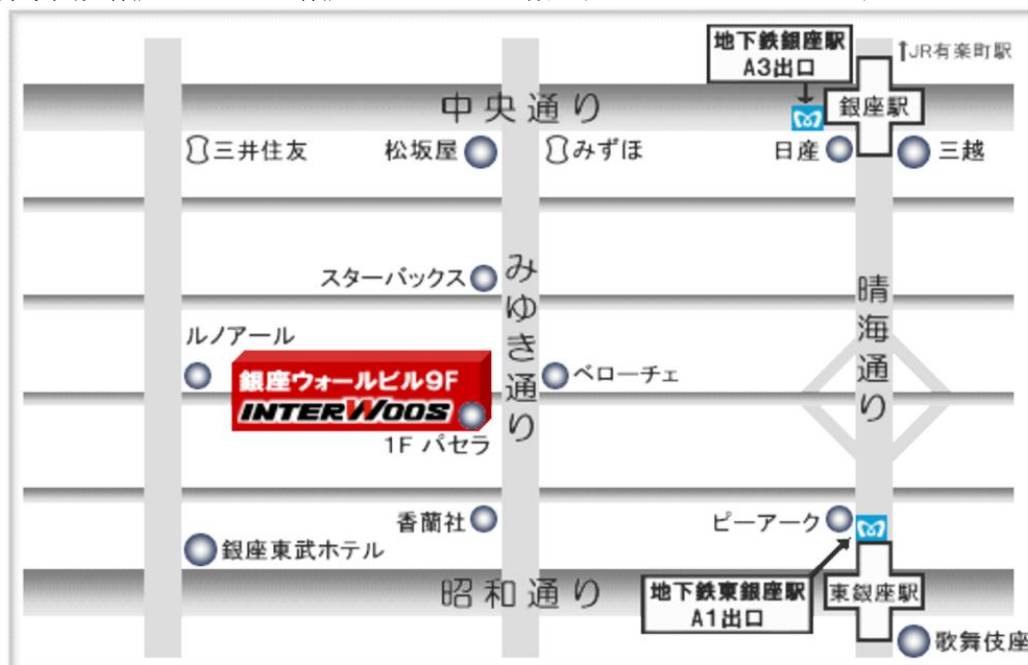 地下鉄銀座駅
A3出口
↑JR有楽町駅
中央通り
銀座駅
三井住友
松坂屋
みずほ
日産
三越
スターバックス
みゆき通り
晴海通り
ルノアール
銀座ウォールビル9F
INTERWOOS
ベローチェ
1F パセラ
香蘭社
ピーアーク
銀座東武ホテル
昭和通り
地下鉄東銀座駅
A1出口
東銀座駅
歌舞伎座